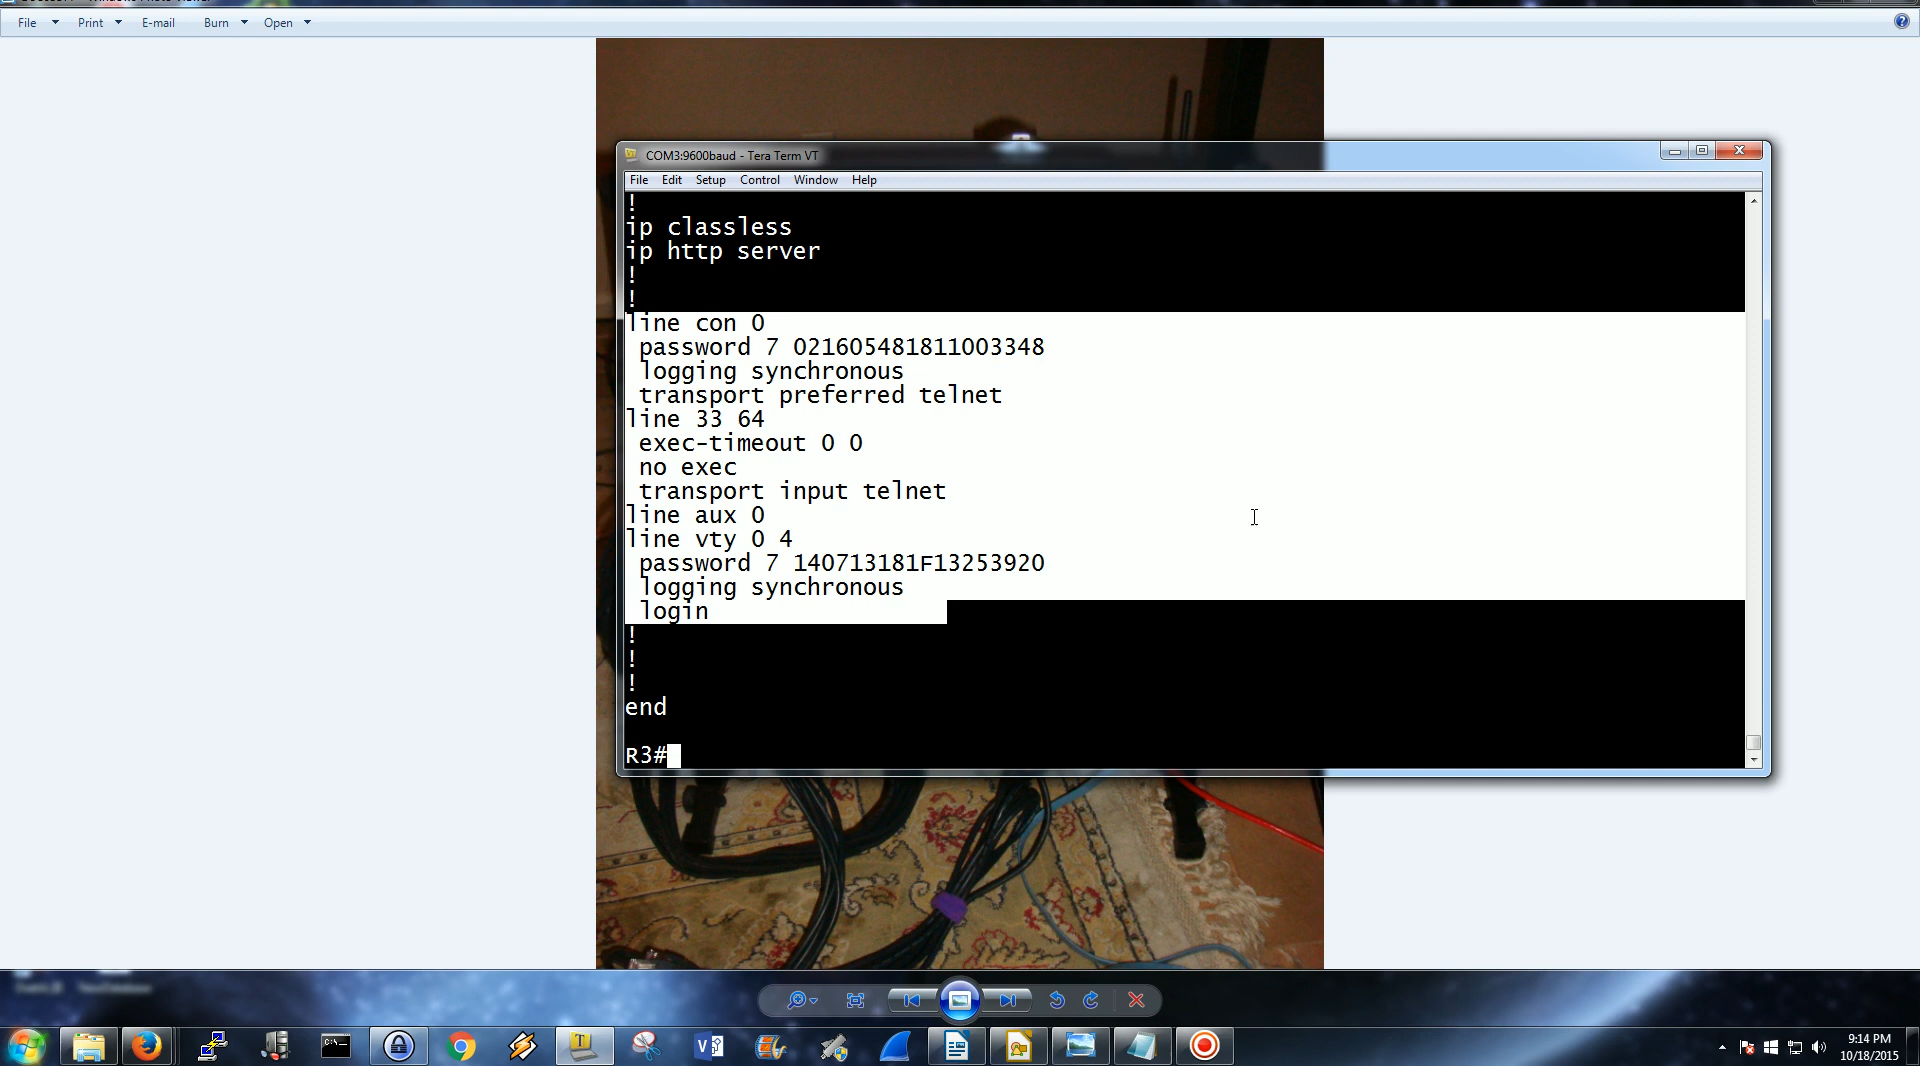 File Print E-mail Burn Open
COM3:9600baud - Tera Term VT
File Edit Setup Control Window Help
!
ip classless
ip http server
!
!
line con 0
password 7 021605481811003348
logging synchronous
transport preferred telnet
line 33 64
exec-timeout 0 0
no exec
transport input telnet
line aux 0
line vty 0 4
password 7 140713181F13253920
logging synchronous
login
!
!
!
end
R3#
9:14 PM
10/18/2015